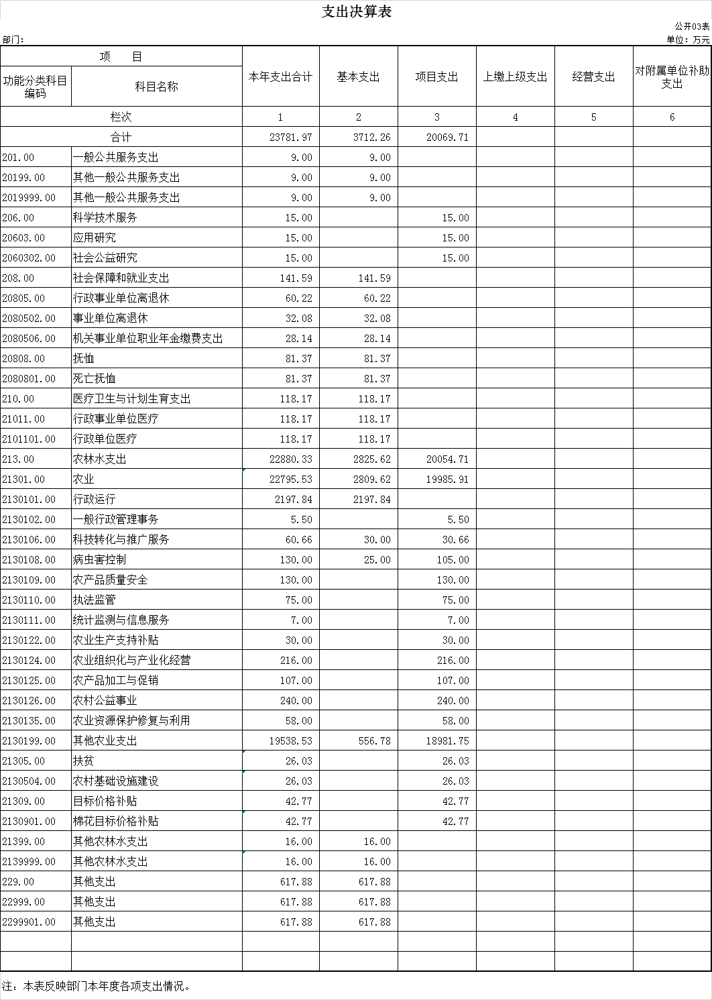 支出决算表
公开03表
部门： 单位：万元
项 目 本年支出合计 基本支出 项目支出 上缴上级支出 经营支出 对附属单位补助支出
功能分类科目编码 科目名称
栏次 1 2 3 4 5 6
合计 23781.97 3712.26 20069.71
201.00 一般公共服务支出 9.00 9.00
20199.00 其他一般公共服务支出 9.00 9.00
2019999.00 其他一般公共服务支出 9.00 9.00
206.00 科学技术服务 15.00 15.00
20603.00 应用研究 15.00 15.00
2060302.00 社会公益研究 15.00 15.00
208.00 社会保障和就业支出 141.59 141.59
20805.00 行政事业单位离退休 60.22 60.22
2080502.00 事业单位离退休 32.08 32.08
2080506.00 机关事业单位职业年金缴费支出 28.14 28.14
20808.00 抚恤 81.37 81.37
2080801.00 死亡抚恤 81.37 81.37
210.00 医疗卫生与计划生育支出 118.17 118.17
21011.00 行政事业单位医疗 118.17 118.17
2101101.00 行政单位医疗 118.17 118.17
213.00 农林水支出 22880.33 2825.62 20054.71
21301.00 农业 22795.53 2809.62 19985.91
2130101.00 行政运行 2197.84 2197.84
2130102.00 一般行政管理事务 5.50 5.50
2130106.00 科技转化与推广服务 60.66 30.00 30.66
2130108.00 病虫害控制 130.00 25.00 105.00
2130109.00 农产品质量安全 130.00 130.00
2130110.00 执法监管 75.00 75.00
2130111.00 统计监测与信息服务 7.00 7.00
2130122.00 农业生产支持补贴 30.00 30.00
2130124.00 农业组织化与产业化经营 216.00 216.00
2130125.00 农产品加工与促销 107.00 107.00
2130126.00 农村公益事业 240.00 240.00
2130135.00 农业资源保护修复与利用 58.00 58.00
2130199.00 其他农业支出 19538.53 556.78 18981.75
21305.00 扶贫 26.03 26.03
2130504.00 农村基础设施建设 26.03 26.03
21309.00 目标价格补贴 42.77 42.77
2130901.00 棉花目标价格补贴 42.77 42.77
21399.00 其他农林水支出 16.00 16.00
2139999.00 其他农林水支出 16.00 16.00
229.00 其他支出 617.88 617.88
22999.00 其他支出 617.88 617.88
2299901.00 其他支出 617.88 617.88
注：本表反映部门本年度各项支出情况。